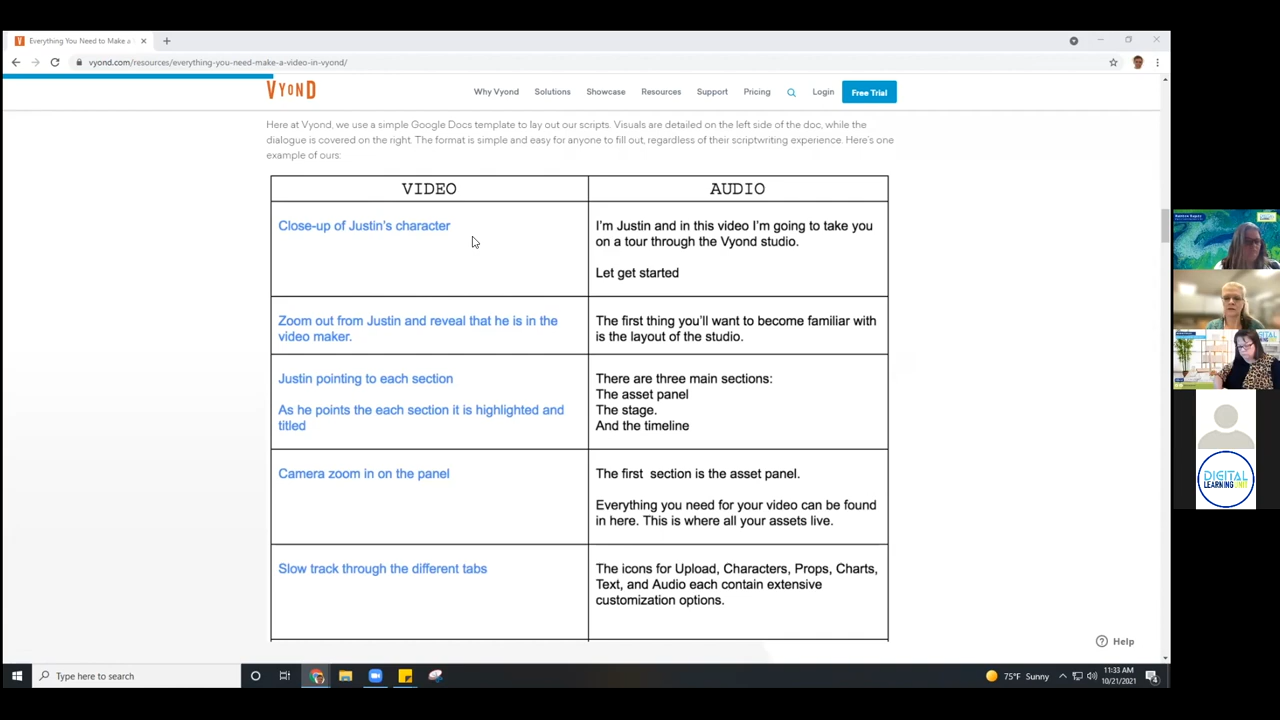 Everything You Need to Make a
vyond.com/resources/everything-you-need-make-a-video-in-vyond/
VYOND
Why Vyond
Solutions
Showcase
Resources
Support
Pricing
Login
Free Trial
Here at Vyond, we use a simple Google Docs template to lay out our scripts. Visuals are detailed on the left side of the doc, while the
dialogue is covered on the right. The format is simple and easy for anyone to fill out, regardless of their scriptwriting experience. Here's one
example of ours:
VIDEO
AUDIO
Close-up of Justin's character
I'm Justin and in this video I'm going to take you
on a tour through the Vyond studio.
Let get started
Zoom out from Justin and reveal that he is in the
video maker.
The first thing you'll want to become familiar with
is the layout of the studio.
Justin pointing to each section
As he points the each section it is highlighted and
titled
There are three main sections:
The asset panel
The stage.
And the timeline
Camera zoom in on the panel
The first section is the asset panel.
Everything you need for your video can be found
in here. This is where all your assets live.
Slow track through the different tabs
The icons for Upload, Characters, Props, Charts,
Text, and Audio each contain extensive
customization options.
Help
DIGITAL
LEARNING UNIT
Type here to search
75°F Sunny
11:33 AM
10/21/2021
4